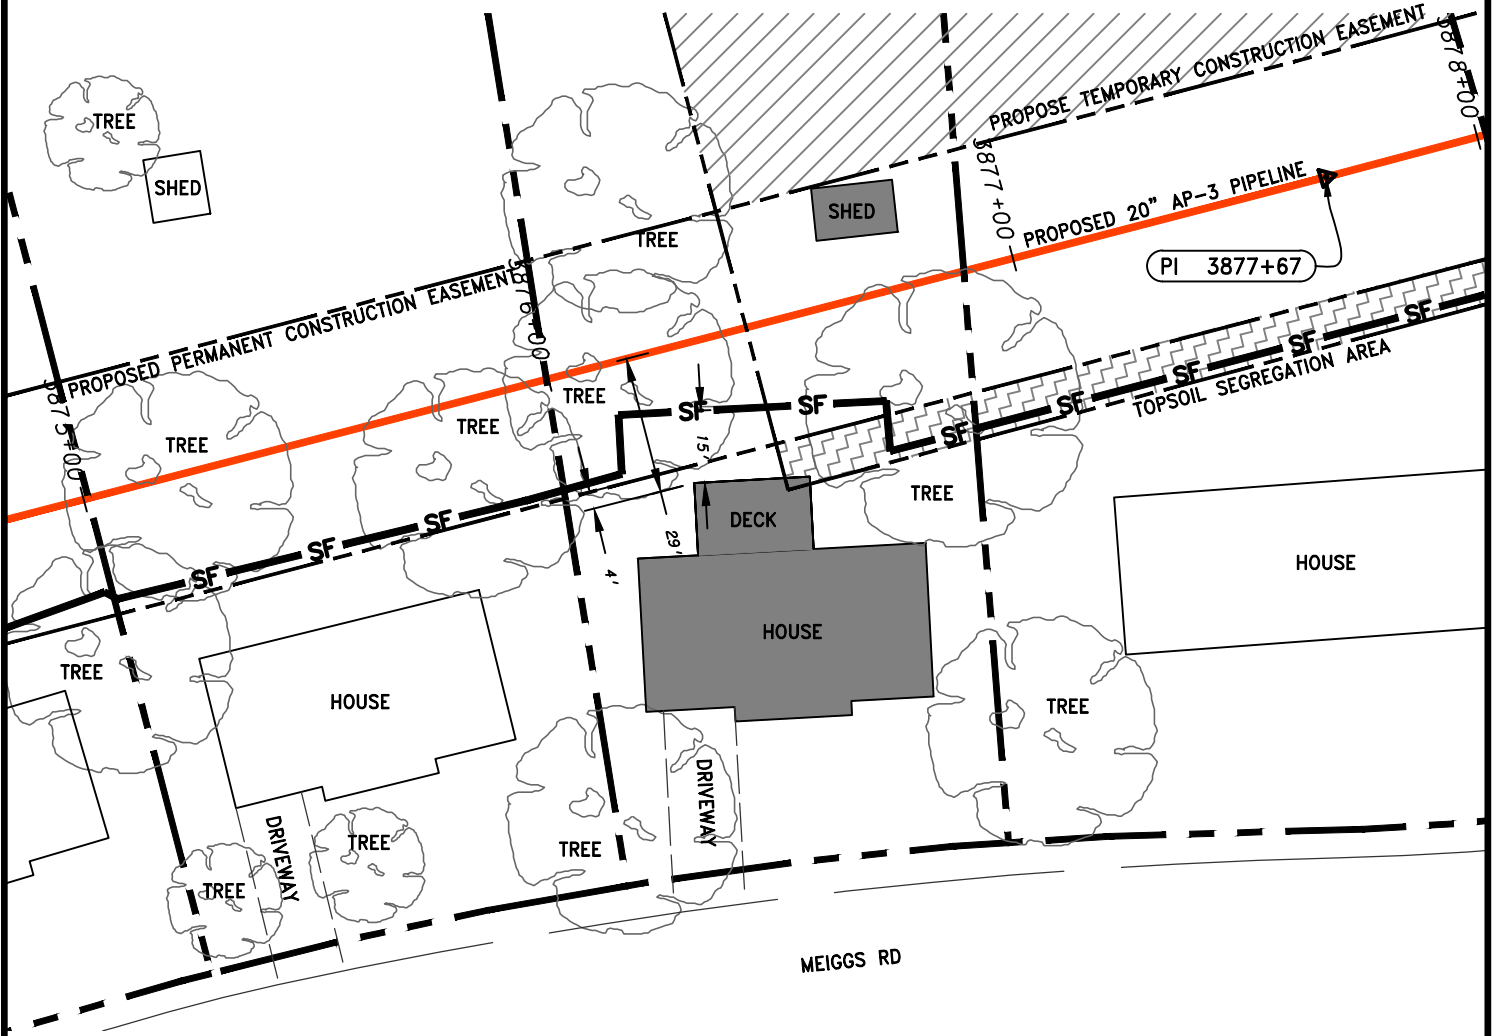 PROPOSE TEMPORARY CONSTRUCTION EASEMENT
3878+00
TREE
SHED
3877+00
PROPOSED 20" AP-3 PIPELINE
SHED
TREE
PI 3877+67
PROPOSED PERMANENT CONSTRUCTION EASEMENT
3876+00
SF
SF
SF
TOPSOIL SEGREGATION AREA
3875+00
TREE
TREE
TREE
SF
SF
SF
SF
15'
TREE
DECK
SF
SF
SF
29'
4'
HOUSE
HOUSE
TREE
HOUSE
TREE
DRIVEWAY
DRIVEWAY
TREE
TREE
TREE
MEIGGS RD